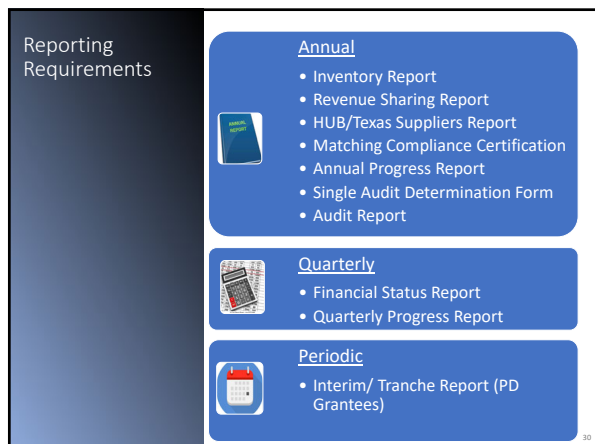 Reporting
Requirements
Annual
• Inventory Report
• Revenue Sharing Report
• HUB/Texas Suppliers Report
• Matching Compliance Certification
• Annual Progress Report
• Single Audit Determination Form
• Audit Report
ANNUAL
REPORT
Quarterly
• Financial Status Report
• Quarterly Progress Report
Periodic
• Interim/ Tranche Report (PD
Grantees)
30